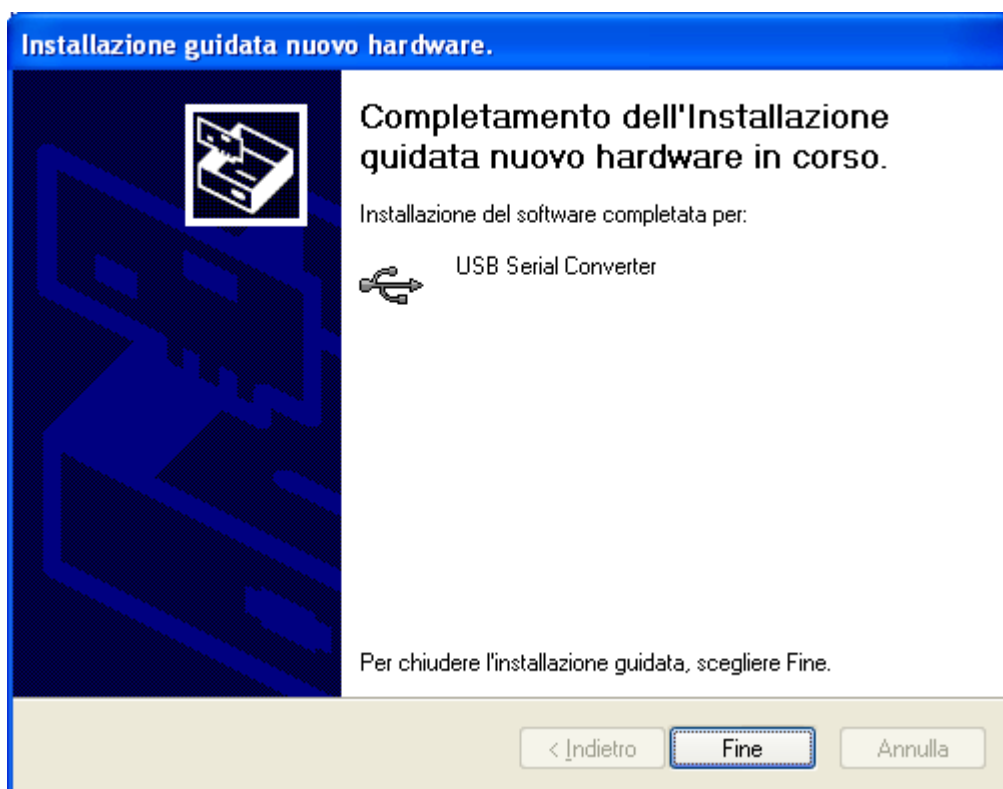 Installazione guidata nuovo hardware.
Completamento dell'Installazione
guidata nuovo hardware in corso.
Installazione del software completata per:
USB Serial Converter
Per chiudere l'installazione guidata, scegliere Fine.
< Indietro
Fine
Annulla